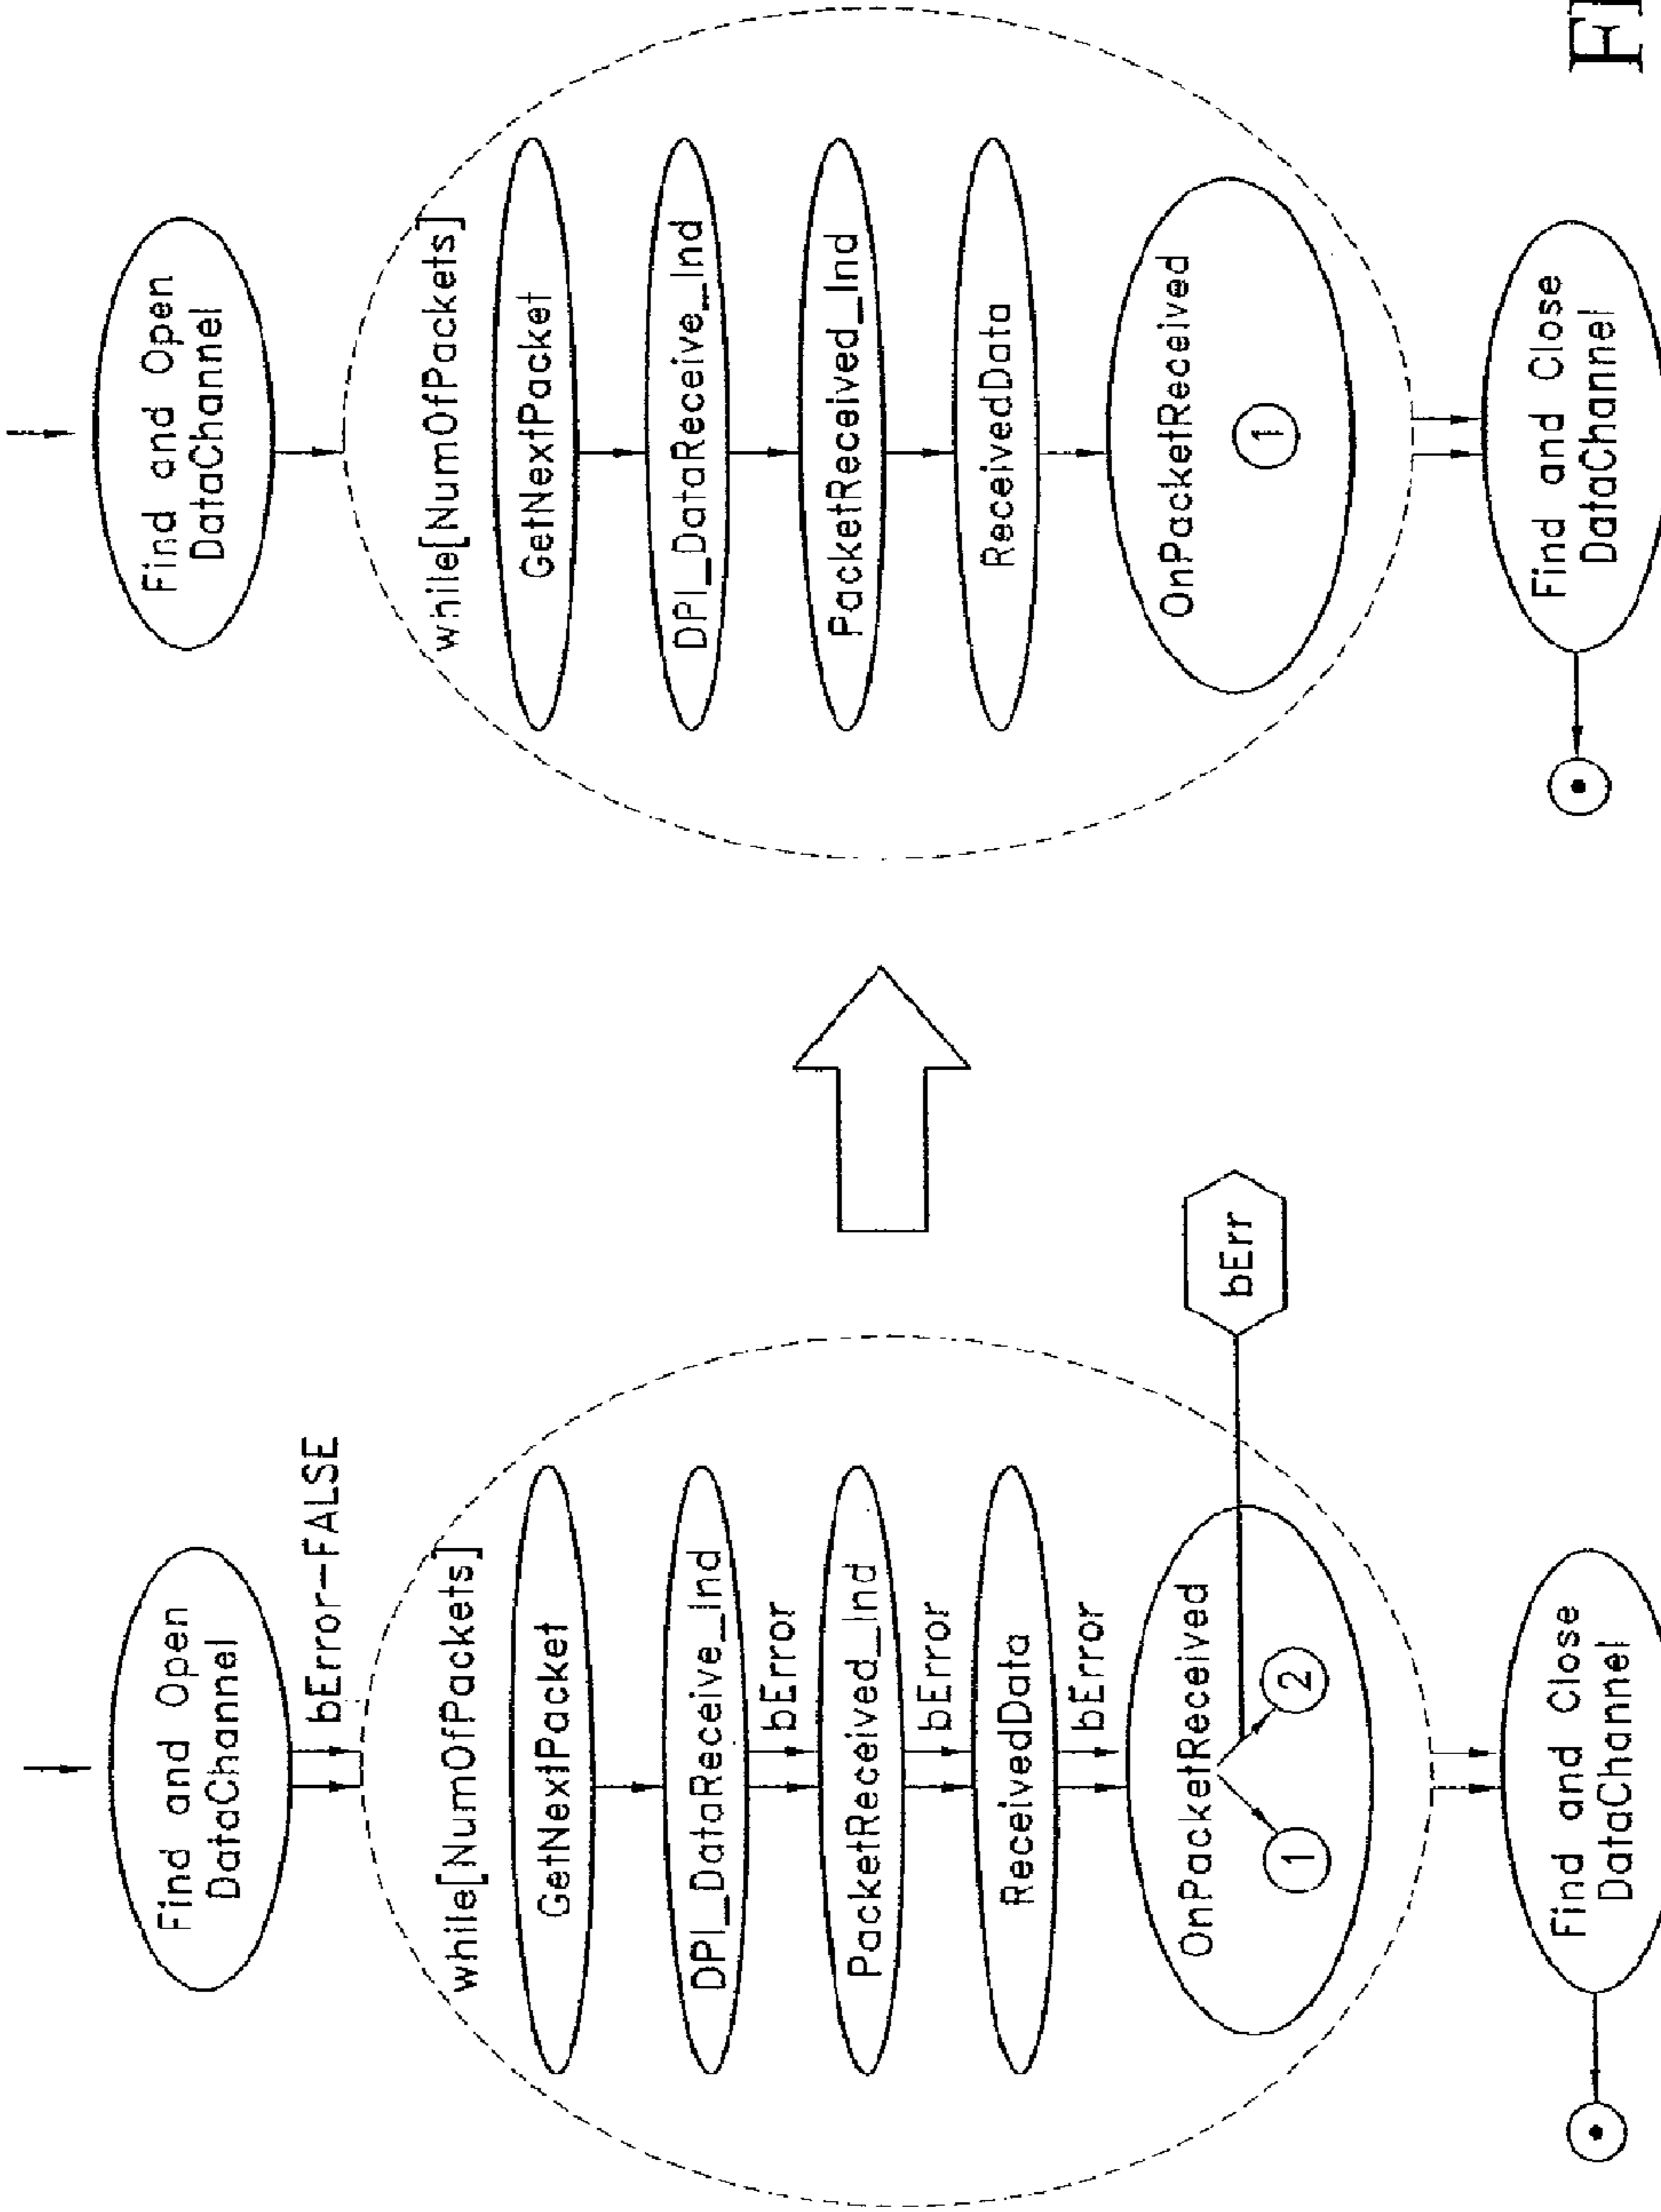 Find and Open
DataChannel
bError-FALSE
while[NumOfPackets]
GetNextPacket
DPI_DataReceive_Ind
bError
PacketReceived_Ind
bError
ReceivedData
bError
OnPacketReceived
1
2
bErr
Find and Close
DataChannel
Find and Open
DataChannel
while[NumOfPackets]
GetNextPacket
DPI_DataReceive_Ind
PacketReceived_Ind
ReceivedData
OnPacketReceived
1
Find and Close
DataChannel